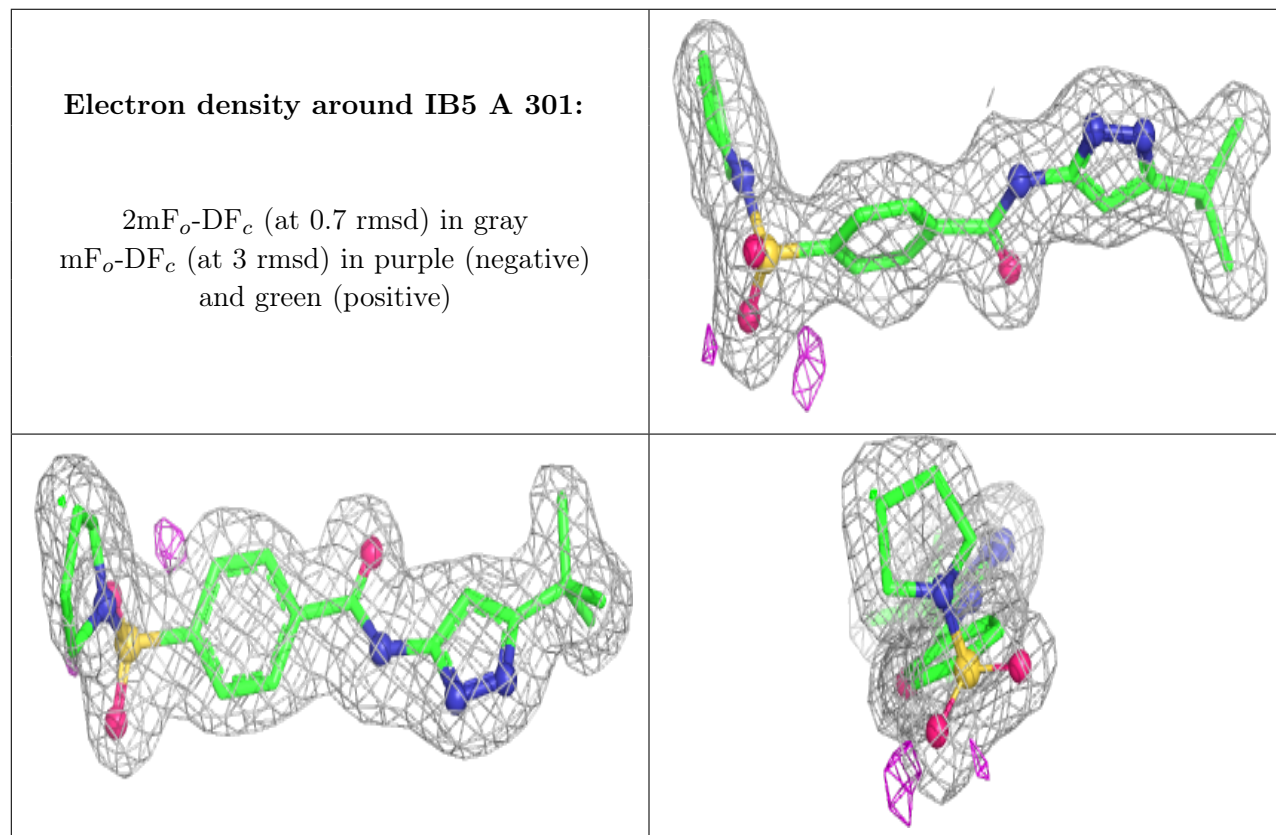 Electron density around IB5 A 301:
2mFo-DFc (at 0.7 rmsd) in gray
mFo-DFc (at 3 rmsd) in purple (negative)
and green (positive)